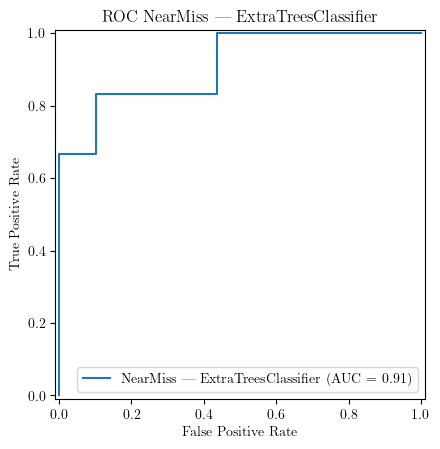 ROC NearMiss — ExtraTreesClassifier
True Positive Rate
1.0
0.8
0.6
0.4
0.2
0.0
NearMiss — ExtraTreesClassifier (AUC = 0.91)
0.0 0.2 0.4 0.6 0.8 1.0
False Positive Rate